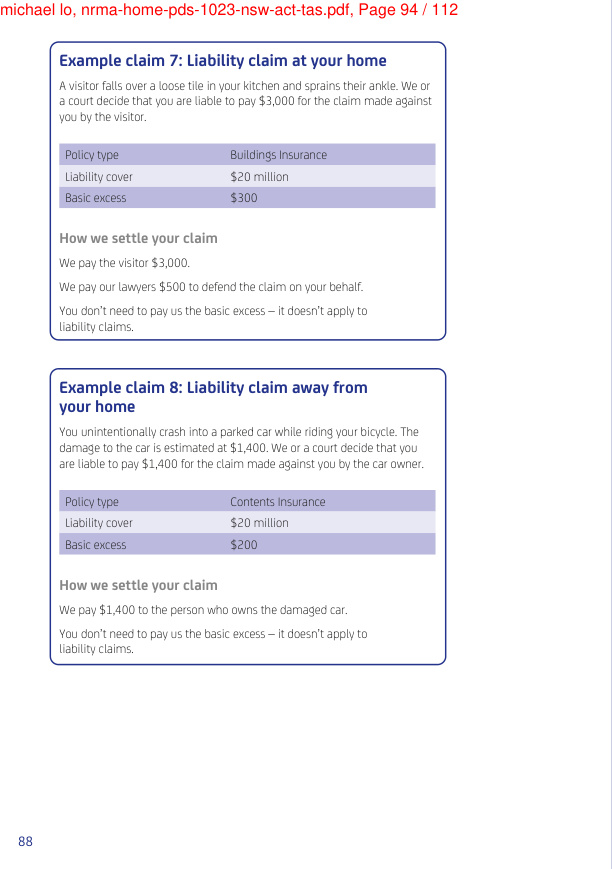 michael lo, nrma-home-pds-1023-nsw-act-tas.pdf, Page 94 / 112
Example claim 7: Liability claim at your home
A visitor falls over a loose tile in your kitchen and sprains their ankle. We or
a court decide that you are liable to pay $3,000 for the claim made against
you by the visitor.
Policy type Buildings Insurance
Liability cover $20 million
Basic excess $300
How we settle your claim
We pay the visitor $3,000.
We pay our lawyers $500 to defend the claim on your behalf.
You don't need to pay us the basic excess – it doesn't apply to
liability claims.
Example claim 8: Liability claim away from
your home
You unintentionally crash into a parked car while riding your bicycle. The
damage to the car is estimated at $1,400. We or a court decide that you
are liable to pay $1,400 for the claim made against you by the car owner.
Policy type Contents Insurance
Liability cover $20 million
Basic excess $200
How we settle your claim
We pay $1,400 to the person who owns the damaged car.
You don't need to pay us the basic excess – it doesn't apply to
liability claims.
88